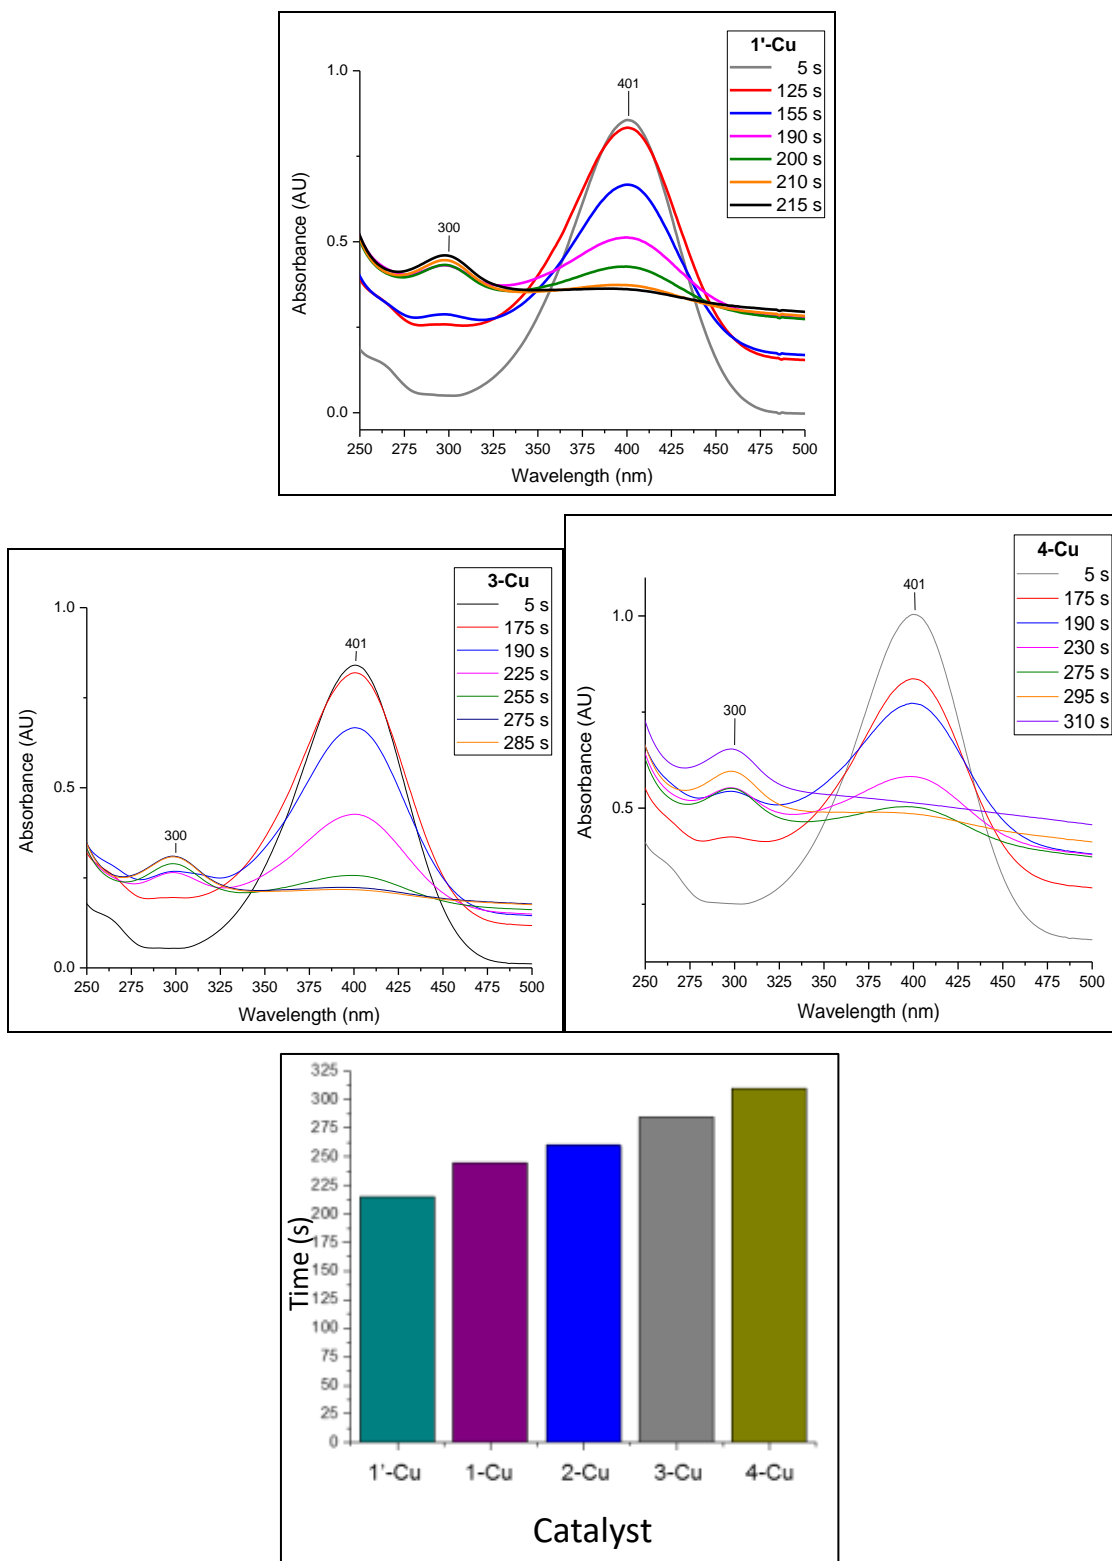 1'-Cu
5 s
125 s
155 s
190 s
200 s
210 s
215 s
401
300
1.0
0.5
0.0
Absorbance (AU)
250 275 300 325 350 375 400 425 450 475 500
Wavelength (nm)
3-Cu
5 s
175 s
190 s
225 s
255 s
275 s
285 s
401
300
1.0
0.5
0.0
Absorbance (AU)
250 275 300 325 350 375 400 425 450 475 500
Wavelength (nm)
4-Cu
5 s
175 s
190 s
230 s
275 s
295 s
310 s
401
300
1.0
0.5
Absorbance (AU)
250 275 300 325 350 375 400 425 450 475 500
Wavelength (nm)
325
300
275
250
225
200
175
150
125
100
75
50
25
0
Time (s)
1'-Cu 1-Cu 2-Cu 3-Cu 4-Cu
Catalyst